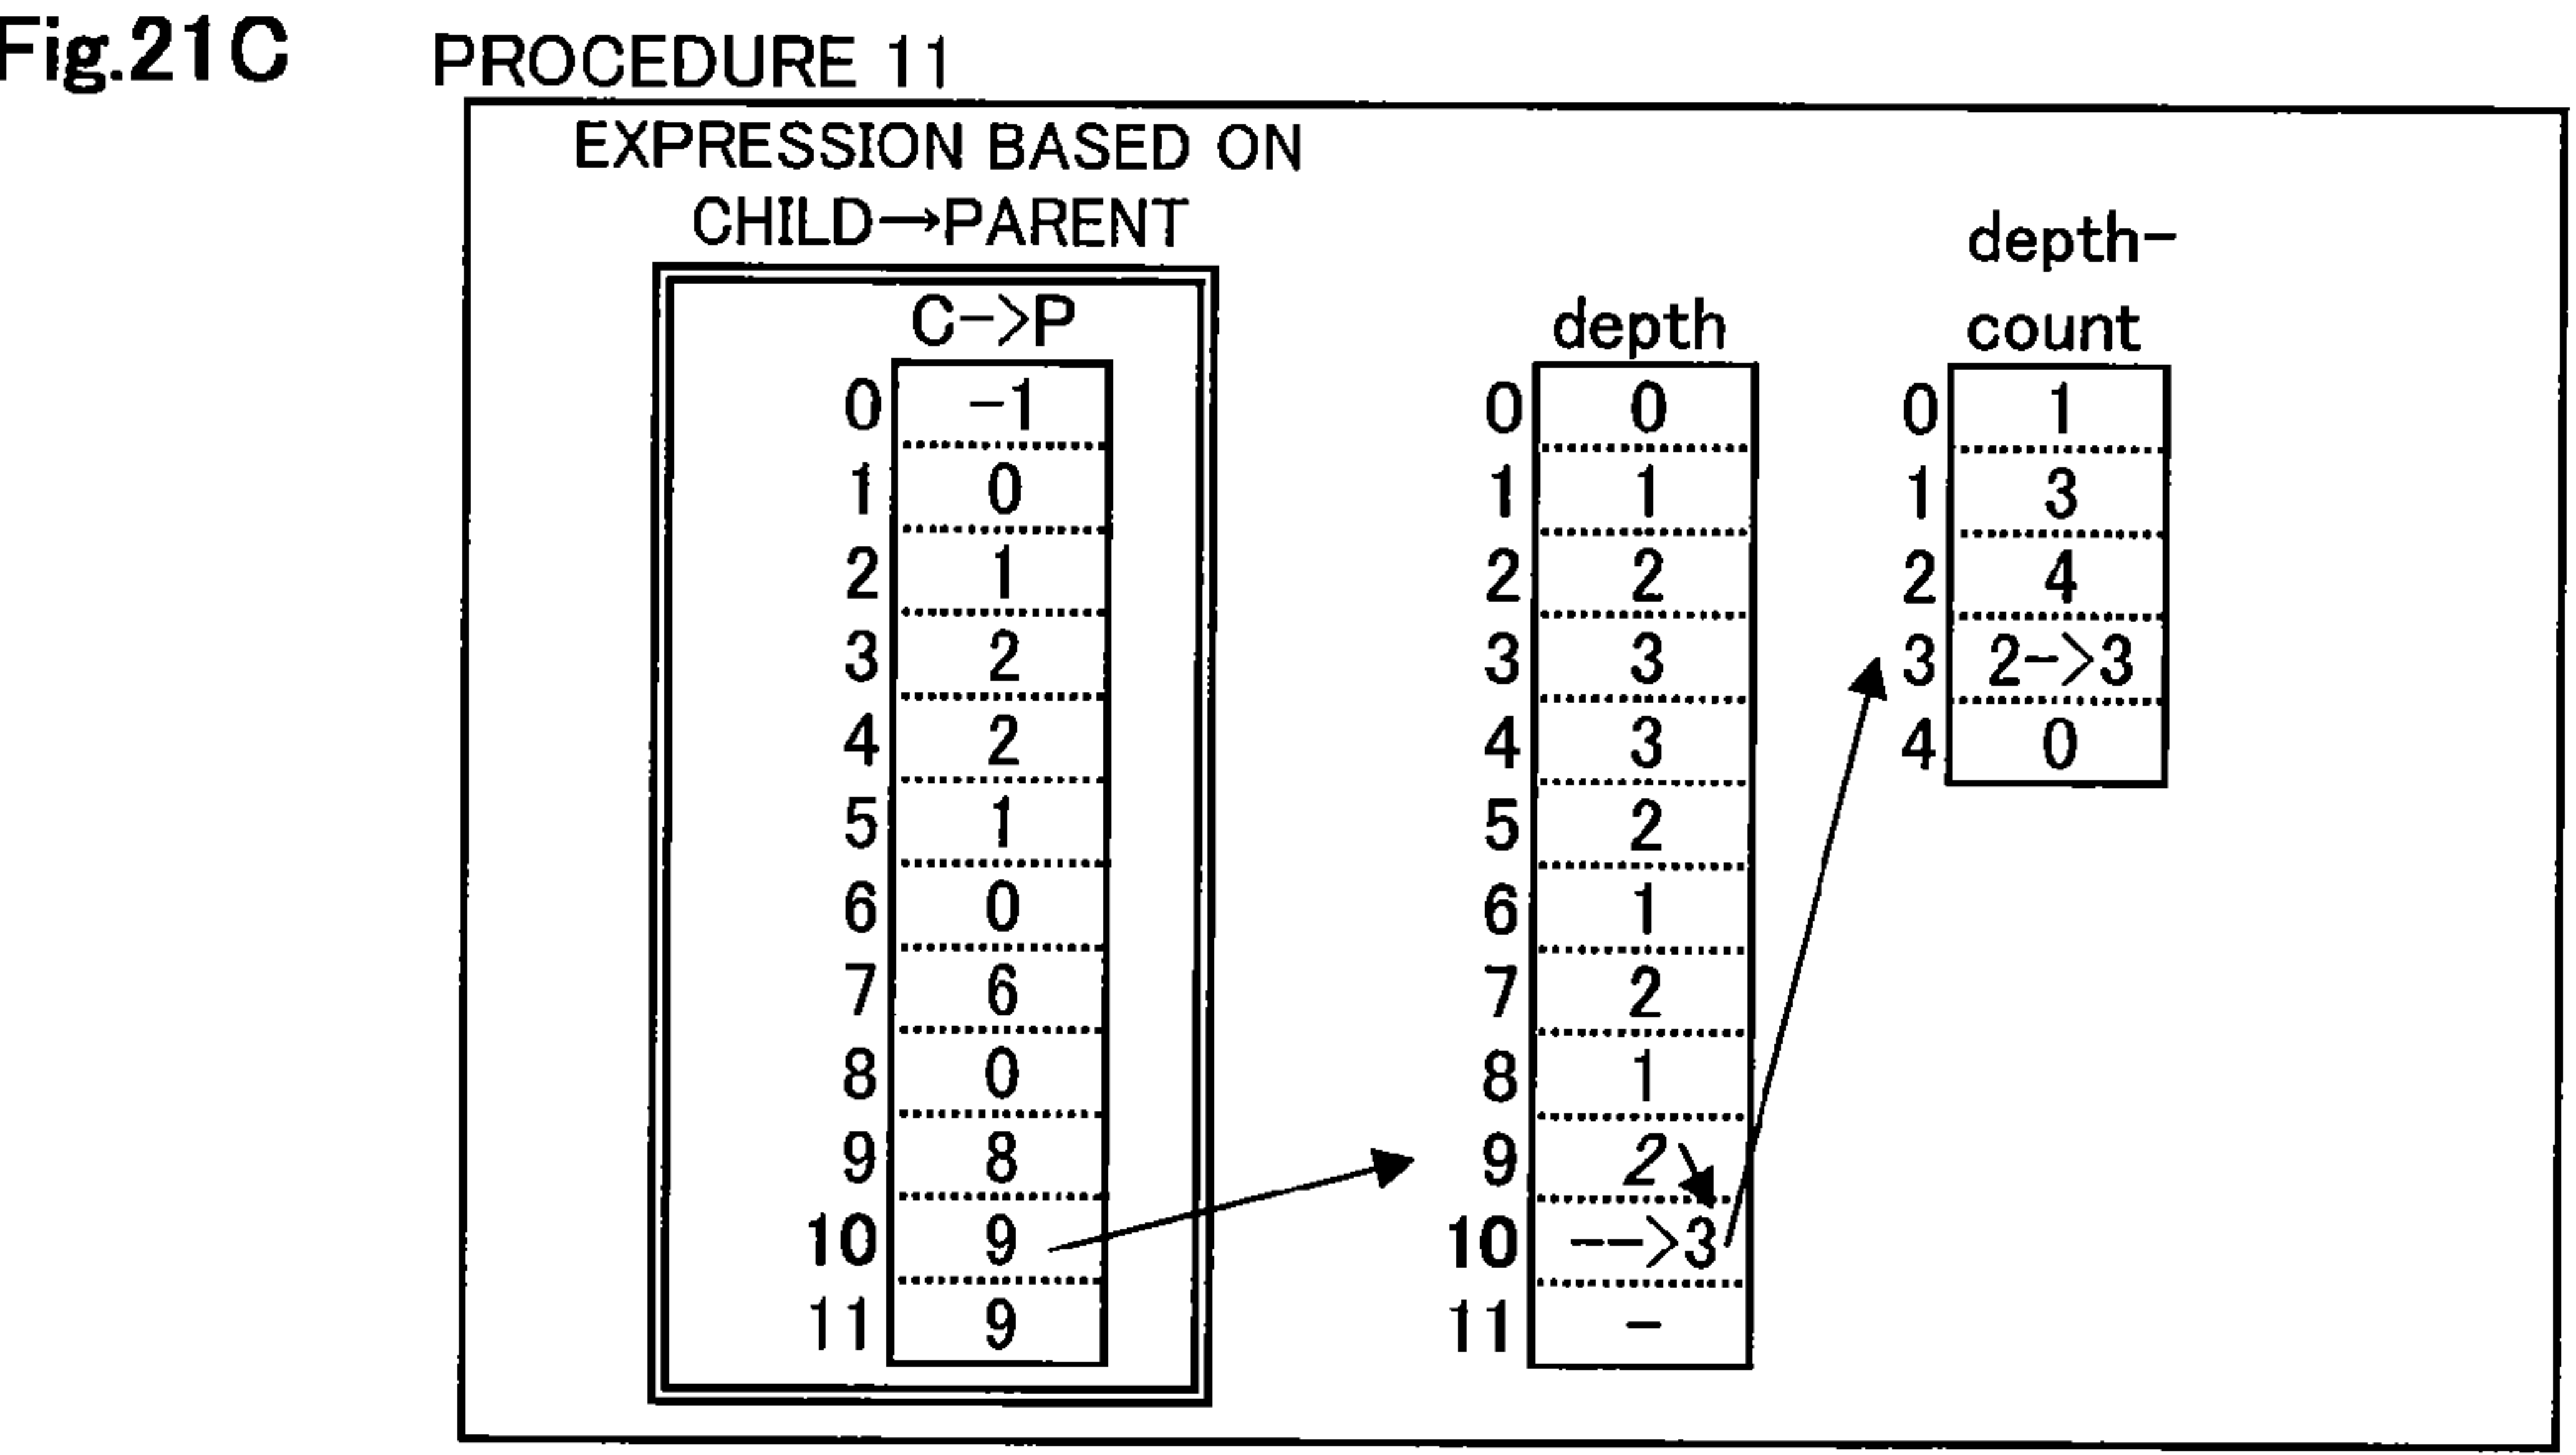 Fig.21C PROCEDURE 11
EXPRESSION BASED ON
CHILD→PARENT
depth-
C->P depth count
0 -1 0 0 0 1
1 0 1 1 1 3
2 1 2 2 2 4
3 2 3 3 3 2->3
4 2 4 3 4 0
5 1 5 2
6 0 6 1
7 6 7 2
8 0 8 1
9 8 9 2
10 9 10 -->3
11 9 11 -